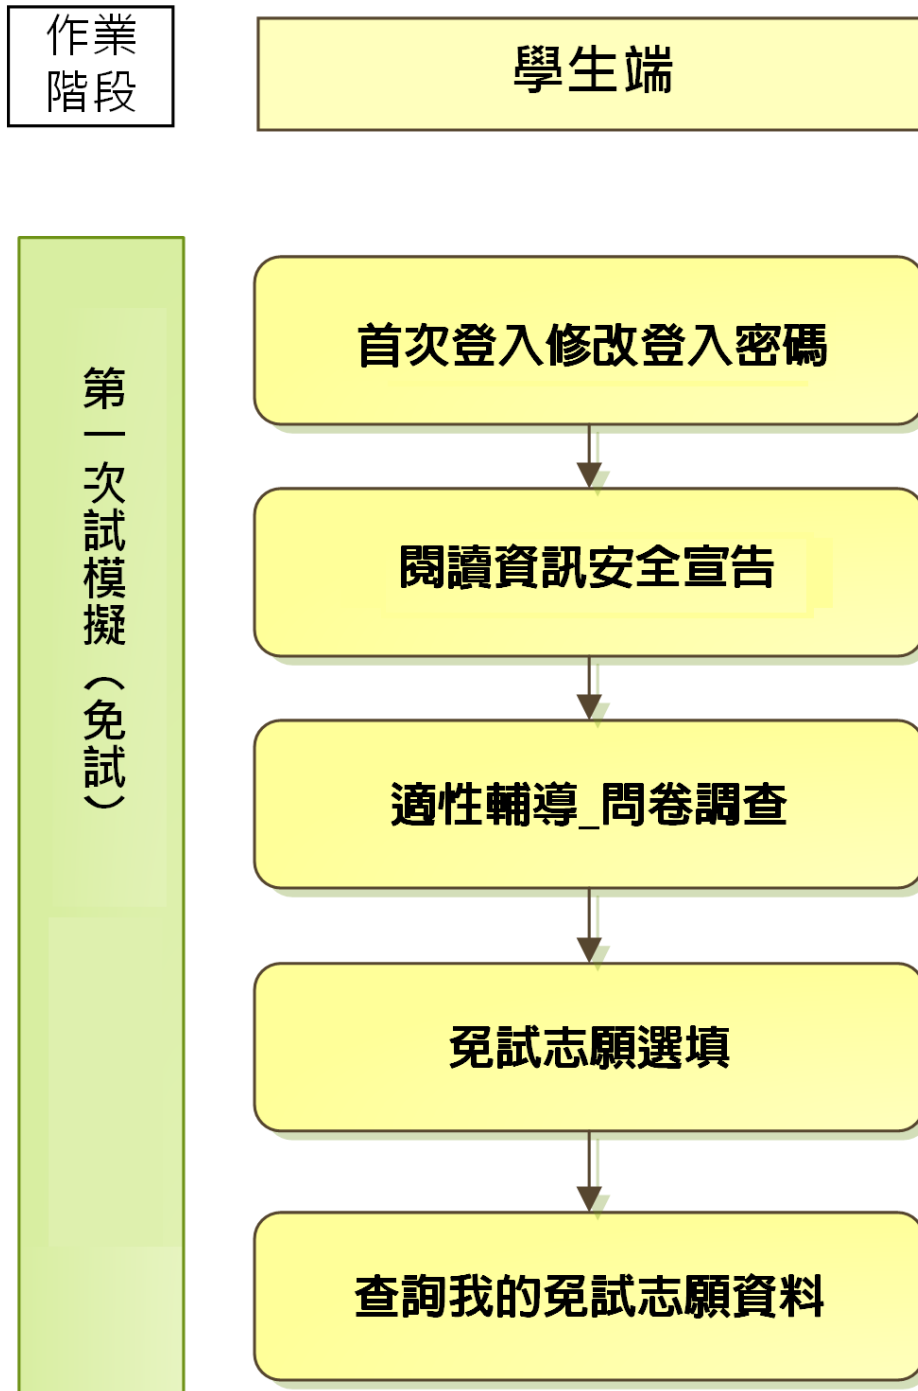 作業
階段
學生端
第一次試模擬（免試）
首次登入修改登入密碼
閱讀資訊安全宣告
適性輔導_問卷調查
免試志願選填
查詢我的免試志願資料